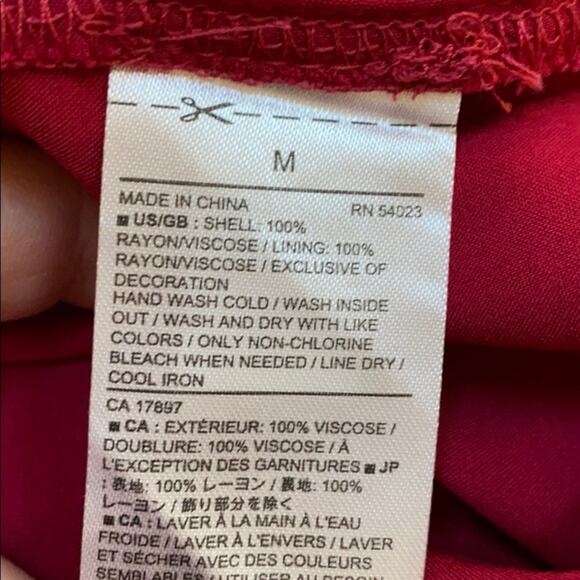 M
MADE IN CHINA RN 54023
US/GB : SHELL: 100%
RAYON/VISCOSE / LINING: 100%
RAYON/VISCOSE / EXCLUSIVE OF
DECORATION
HAND WASH COLD / WASH INSIDE
OUT / WASH AND DRY WITH LIKE
COLORS / ONLY NON-CHLORINE
BLEACH WHEN NEEDED / LINE DRY /
COOL IRON
CA 17897
CA : EXTÉRIEUR: 100% VISCOSE /
DOUBLURE: 100% VISCOSE / À
L'EXCEPTION DES GARNITURES ■ JP
: 表地: 100% レーヨン / 裏地: 100%
レーヨン / 飾り部分を除く
CA : LAVER À LA MAIN À L'EAU
FROIDE / LAVER À L'ENVERS / LAVER
ET SÉCHER AVEC DES COULEURS
SEMBLABLES / UTILISER AU BESOIN